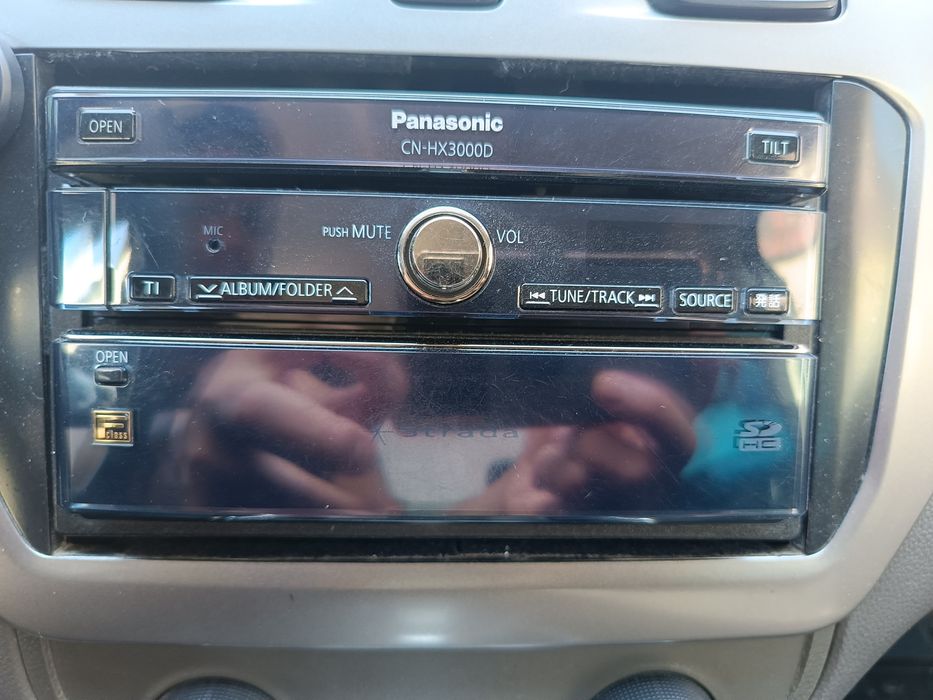 OPEN
Panasonic
CN-HX3000D
TILT
MIC
PUSH MUTE
VOL
TI
ALBUM/FOLDER
TUNE/TRACK
SOURCE
発話
OPEN
F class
Strada
SD HC